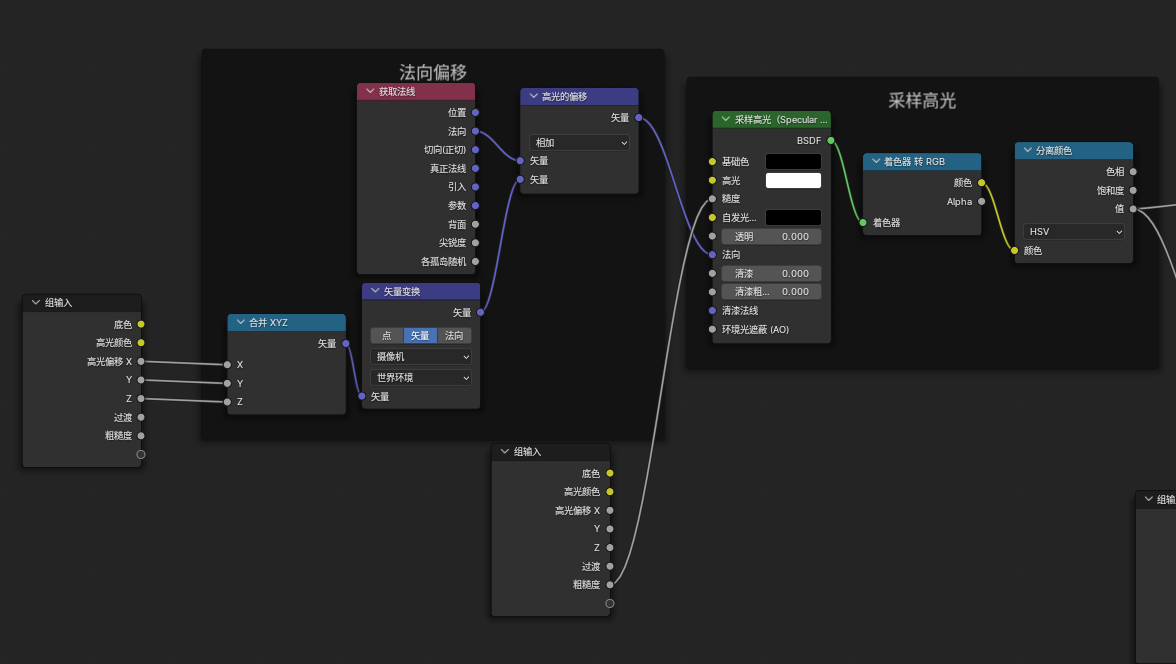 法向偏移
获取法线
位置
法向
切向(正切)
真正法线
引入
参数
背面
尖锐度
各孤岛随机
高光的偏移
矢量
相加
矢量
矢量
矢量变换
矢量
点
矢量
法向
摄像机
世界环境
矢量
合并 XYZ
矢量
X
Y
Z
组输入
底色
高光颜色
高光偏移 X
Y
Z
过渡
粗糙度
组输入
底色
高光颜色
高光偏移 X
Y
Z
过渡
粗糙度
采样高光
采样高光（Specular ...
BSDF
基础色
高光
糙度
自发光...
透明 0.000
法向
清漆 0.000
清漆粗... 0.000
清漆法线
环境光遮蔽 (AO)
着色器 转 RGB
颜色
Alpha
着色器
分离颜色
色相
饱和度
值
HSV
颜色
组输